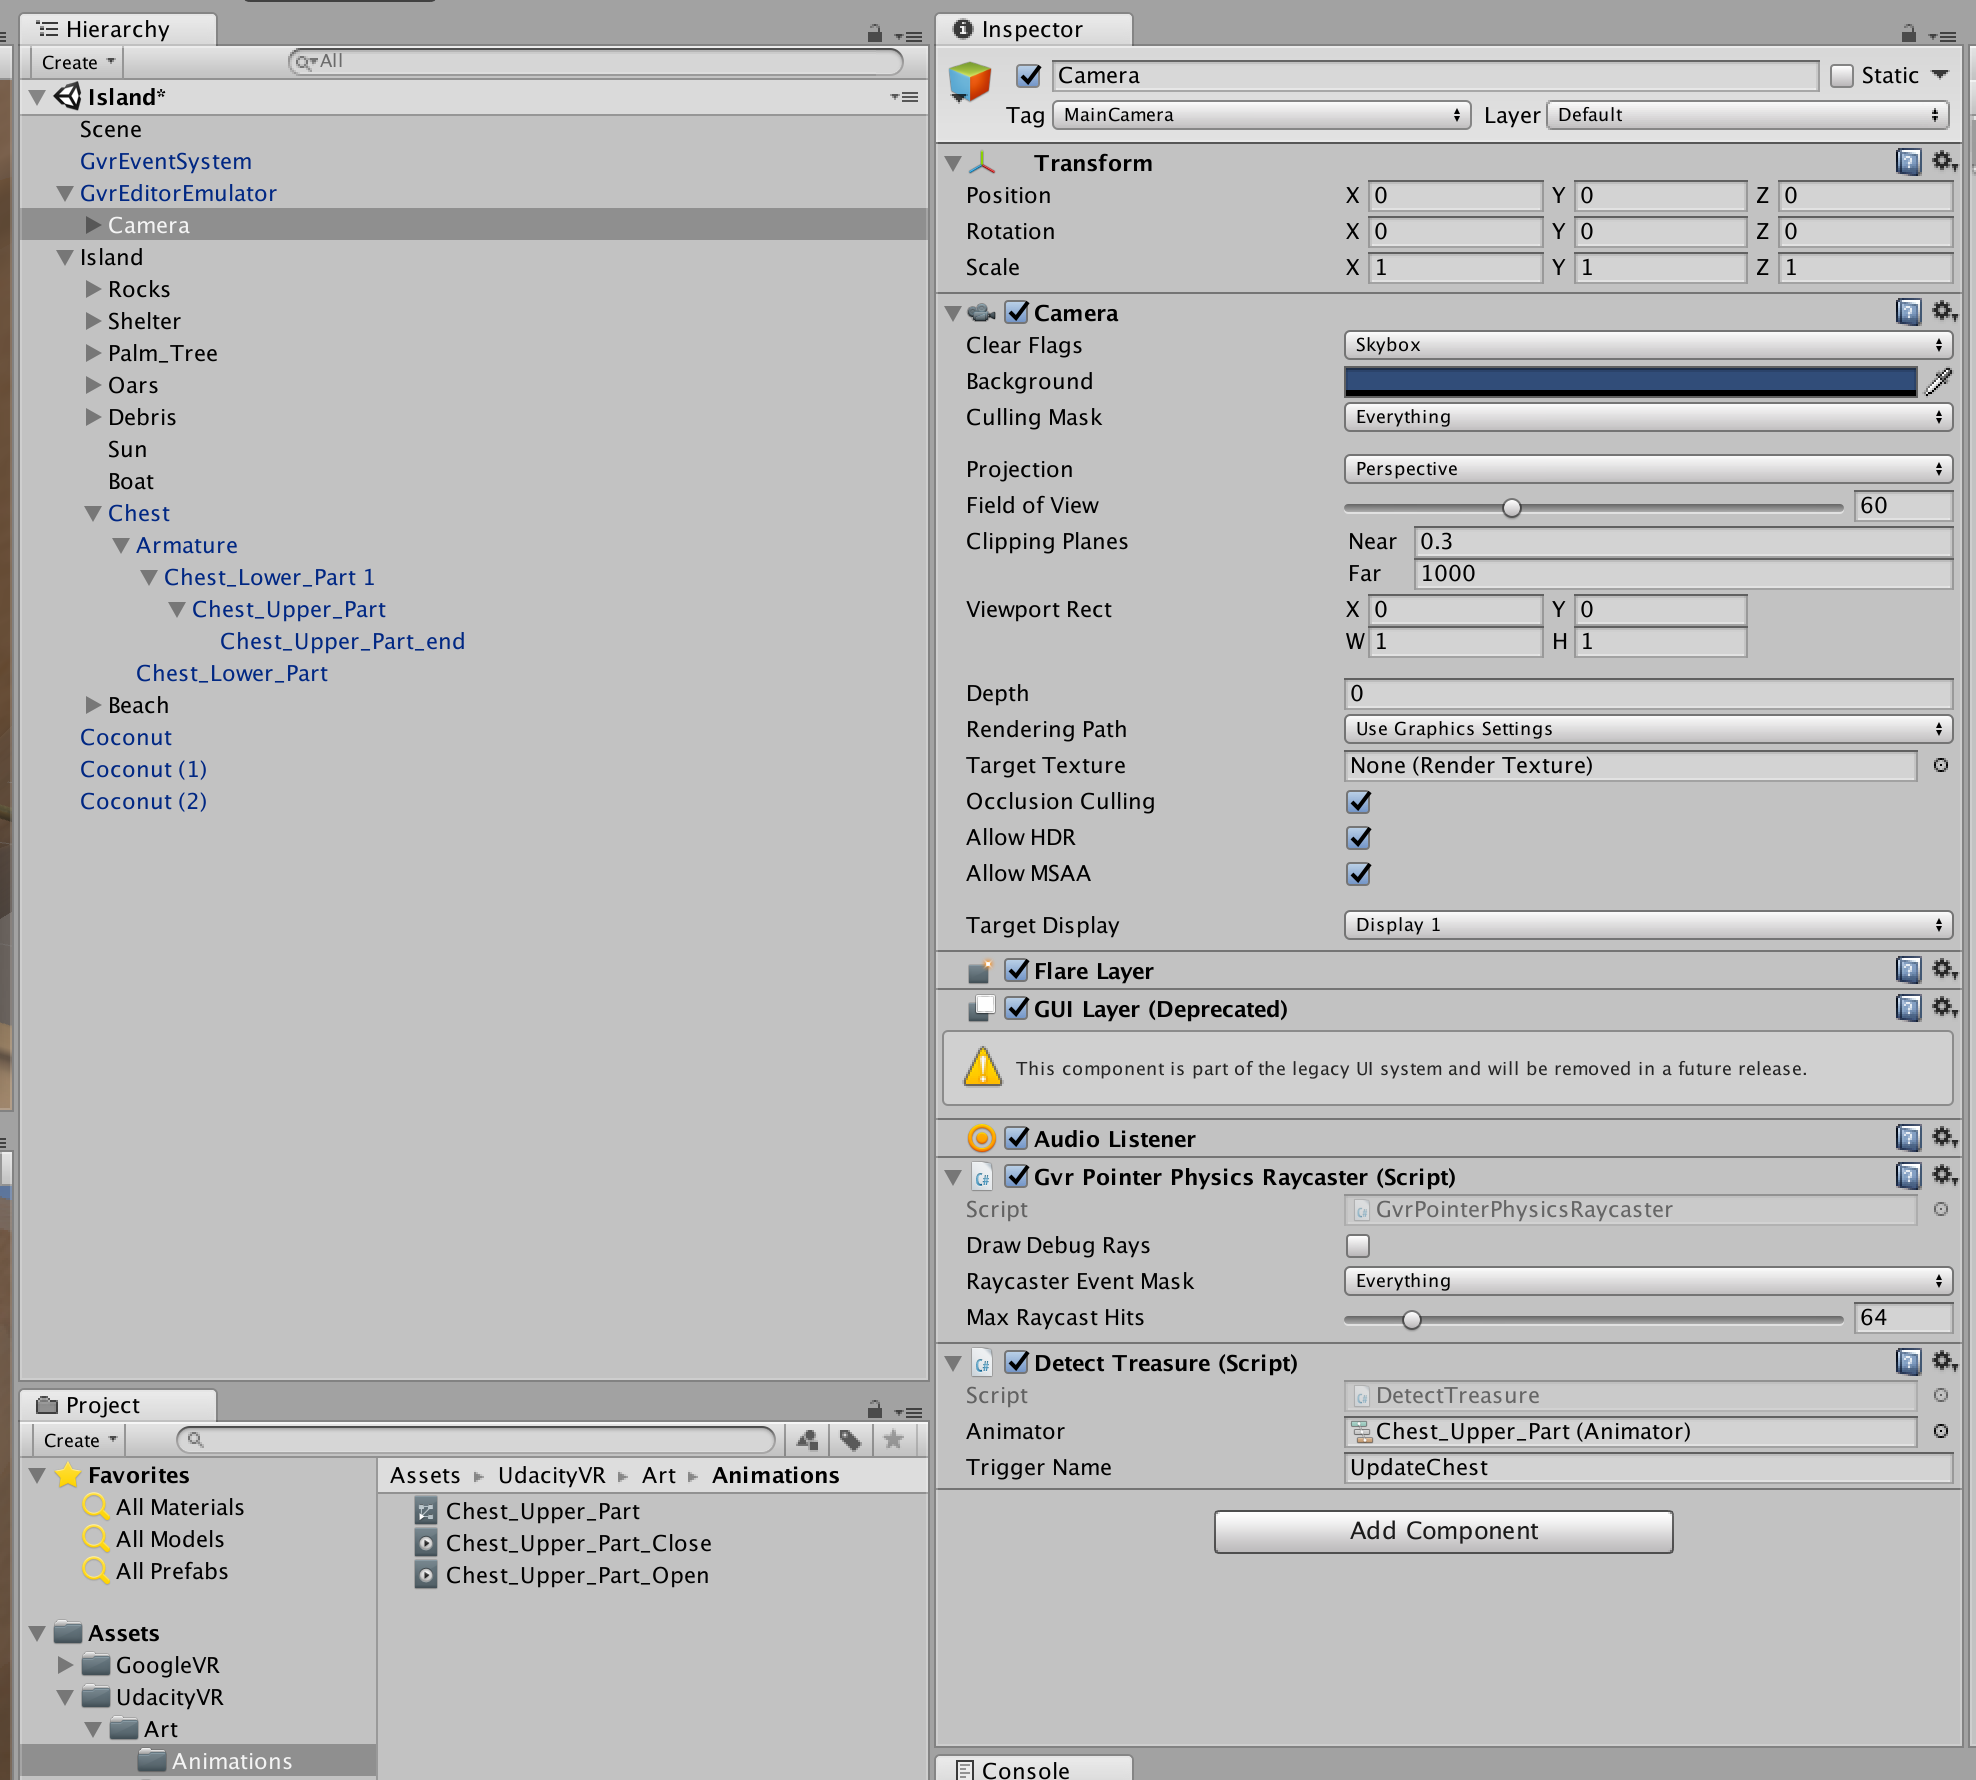 Hierarchy
Create
All
Island*
Scene
GvrEventSystem
GvrEditorEmulator
Camera
Island
Rocks
Shelter
Palm_Tree
Oars
Debris
Sun
Boat
Chest
Armature
Chest_Lower_Part 1
Chest_Upper_Part
Chest_Upper_Part_end
Chest_Lower_Part
Beach
Coconut
Coconut (1)
Coconut (2)
Project
Create
Favorites
All Materials
All Models
All Prefabs
Assets
GoogleVR
UdacityVR
Art
Animations
Assets UdacityVR Art Animations
Chest_Upper_Part
Chest_Upper_Part_Close
Chest_Upper_Part_Open
Inspector
Camera Static
Tag MainCamera Layer Default
Transform
Position X 0 Y 0 Z 0
Rotation X 0 Y 0 Z 0
Scale X 1 Y 1 Z 1
Camera
Clear Flags Skybox
Background
Culling Mask Everything
Projection Perspective
Field of View 60
Clipping Planes Near 0.3
Far 1000
Viewport Rect X 0 Y 0
W 1 H 1
Depth 0
Rendering Path Use Graphics Settings
Target Texture None (Render Texture)
Occlusion Culling
Allow HDR
Allow MSAA
Target Display Display 1
Flare Layer
GUI Layer (Deprecated)
This component is part of the legacy UI system and will be removed in a future release.
Audio Listener
C# Gvr Pointer Physics Raycaster (Script)
Script GvrPointerPhysicsRaycaster
Draw Debug Rays
Raycaster Event Mask Everything
Max Raycast Hits 64
C# Detect Treasure (Script)
Script DetectTreasure
Animator Chest_Upper_Part (Animator)
Trigger Name UpdateChest
Add Component
Console